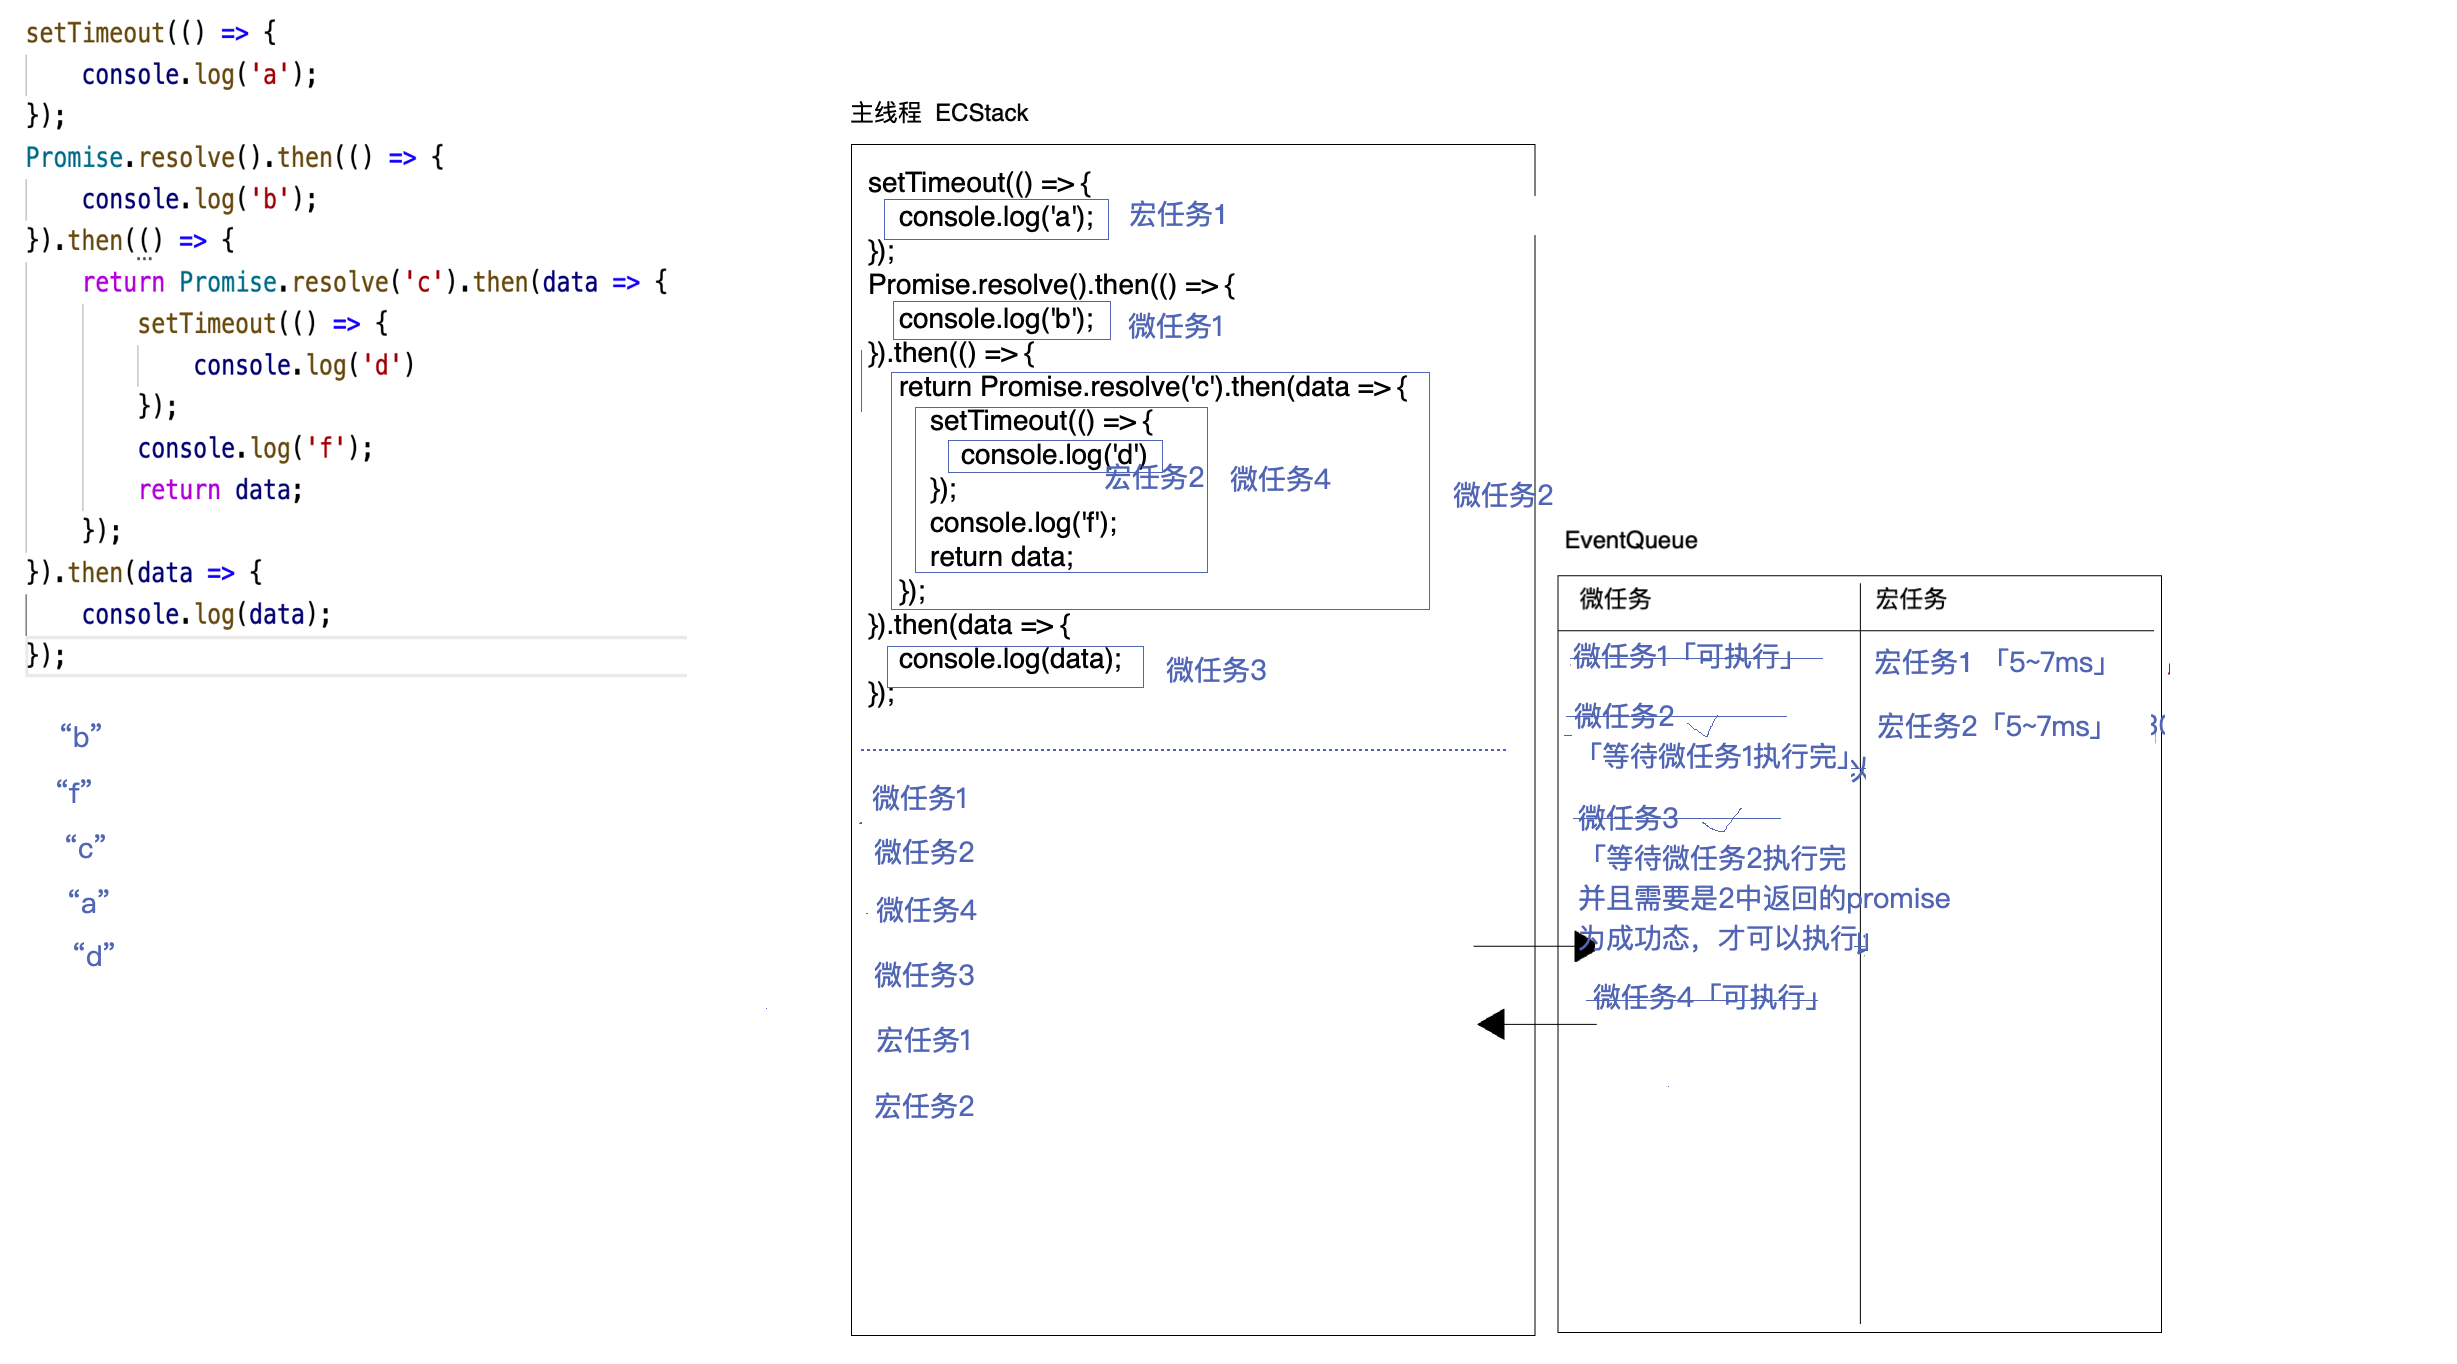 setTimeout(() => {
    console.log('a');
});
Promise.resolve().then(() => {
    console.log('b');
}).then(() => {
    return Promise.resolve('c').then(data => {
        setTimeout(() => {
            console.log('d')
        });
        console.log('f');
        return data;
    });
}).then(data => {
    console.log(data);
});
“b”
“f”
“c”
“a”
“d”
主线程 ECStack
setTimeout(() => {
console.log('a'); 宏任务1
});
Promise.resolve().then(() => {
console.log('b'); 微任务1
}).then(() => {
return Promise.resolve('c').then(data => {
setTimeout(() => {
console.log('d')
宏任务2 微任务4
});
微任务2
console.log('f');
return data;
});
}).then(data => {
console.log(data); 微任务3
});
微任务1
微任务2
微任务4
微任务3
宏任务1
宏任务2
EventQueue
微任务 宏任务
微任务1「可执行」 宏任务1 「5~7ms」
微任务2 宏任务2「5~7ms」
「等待微任务1执行完」
微任务3
「等待微任务2执行完
并且需要是2中返回的promise
为成功态，才可以执行」
微任务4「可执行」